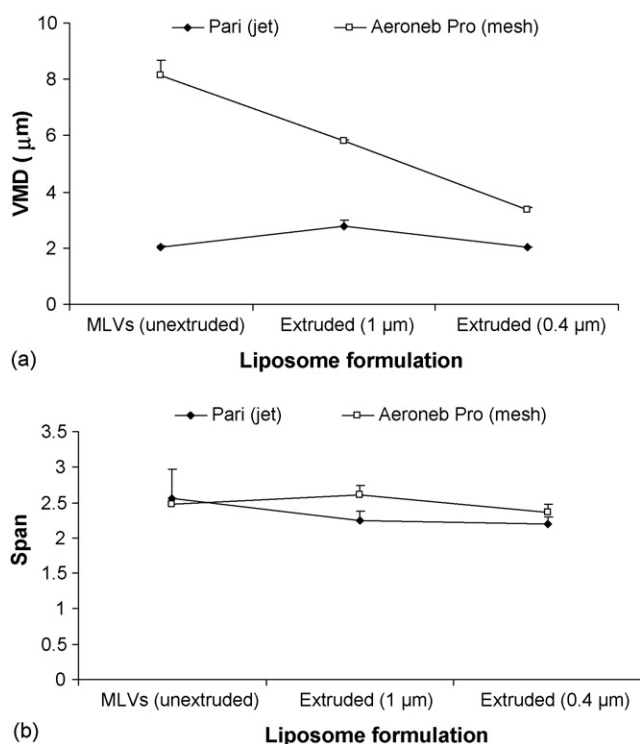 Pari (jet) Aeroneb Pro (mesh)
10
8
6
4
2
0
VMD (μm)
MLVs (unextruded) Extruded (1 μm) Extruded (0.4 μm)
(a)
Liposome formulation
Pari (jet) Aeroneb Pro (mesh)
3.5
3
2.5
2
1.5
1
0.5
0
Span
MLVs (unextruded) Extruded (1 μm) Extruded (0.4 μm)
(b)
Liposome formulation